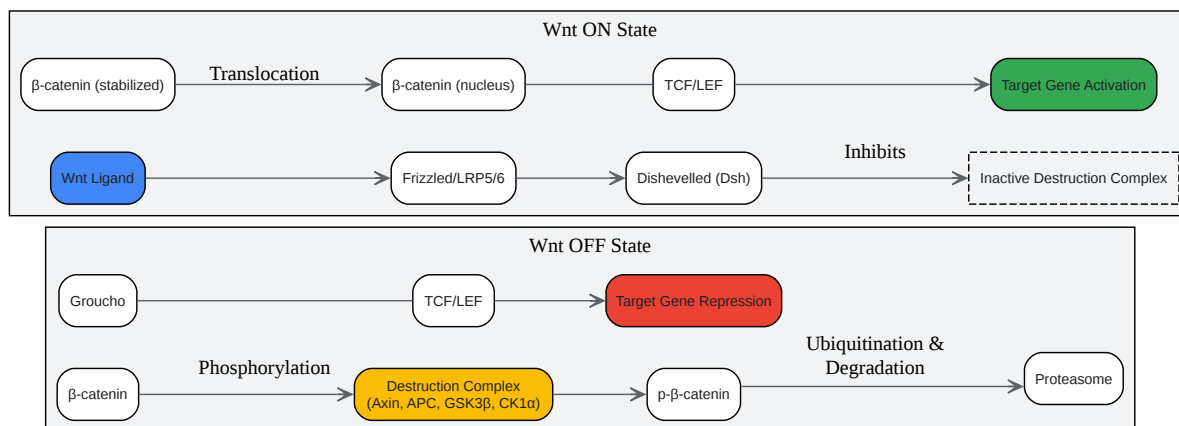 Wnt ON State
β-catenin (stabilized)
Translocation
β-catenin (nucleus)
TCF/LEF
Target Gene Activation
Wnt Ligand
Frizzled/LRP5/6
Dishevelled (Dsh)
Inhibits
Inactive Destruction Complex
Wnt OFF State
Groucho
TCF/LEF
Target Gene Repression
β-catenin
Phosphorylation
Destruction Complex
(Axin, APC, GSK3β, CK1α)
p-β-catenin
Ubiquitination &
Degradation
Proteasome